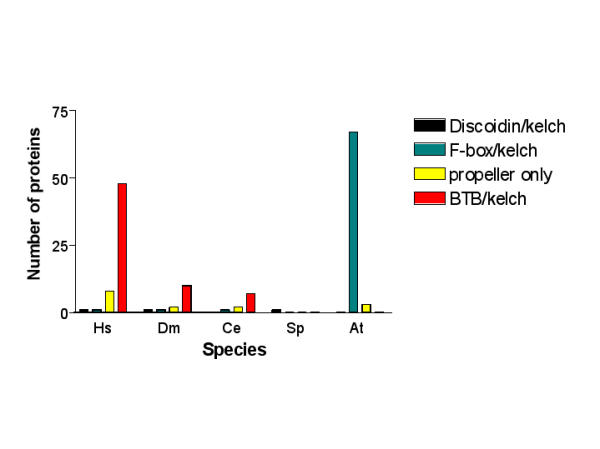 75
50
25
0
Number of proteins
Hs Dm Ce Sp At
Species
Discoidin/kelch
F-box/kelch
propeller only
BTB/kelch